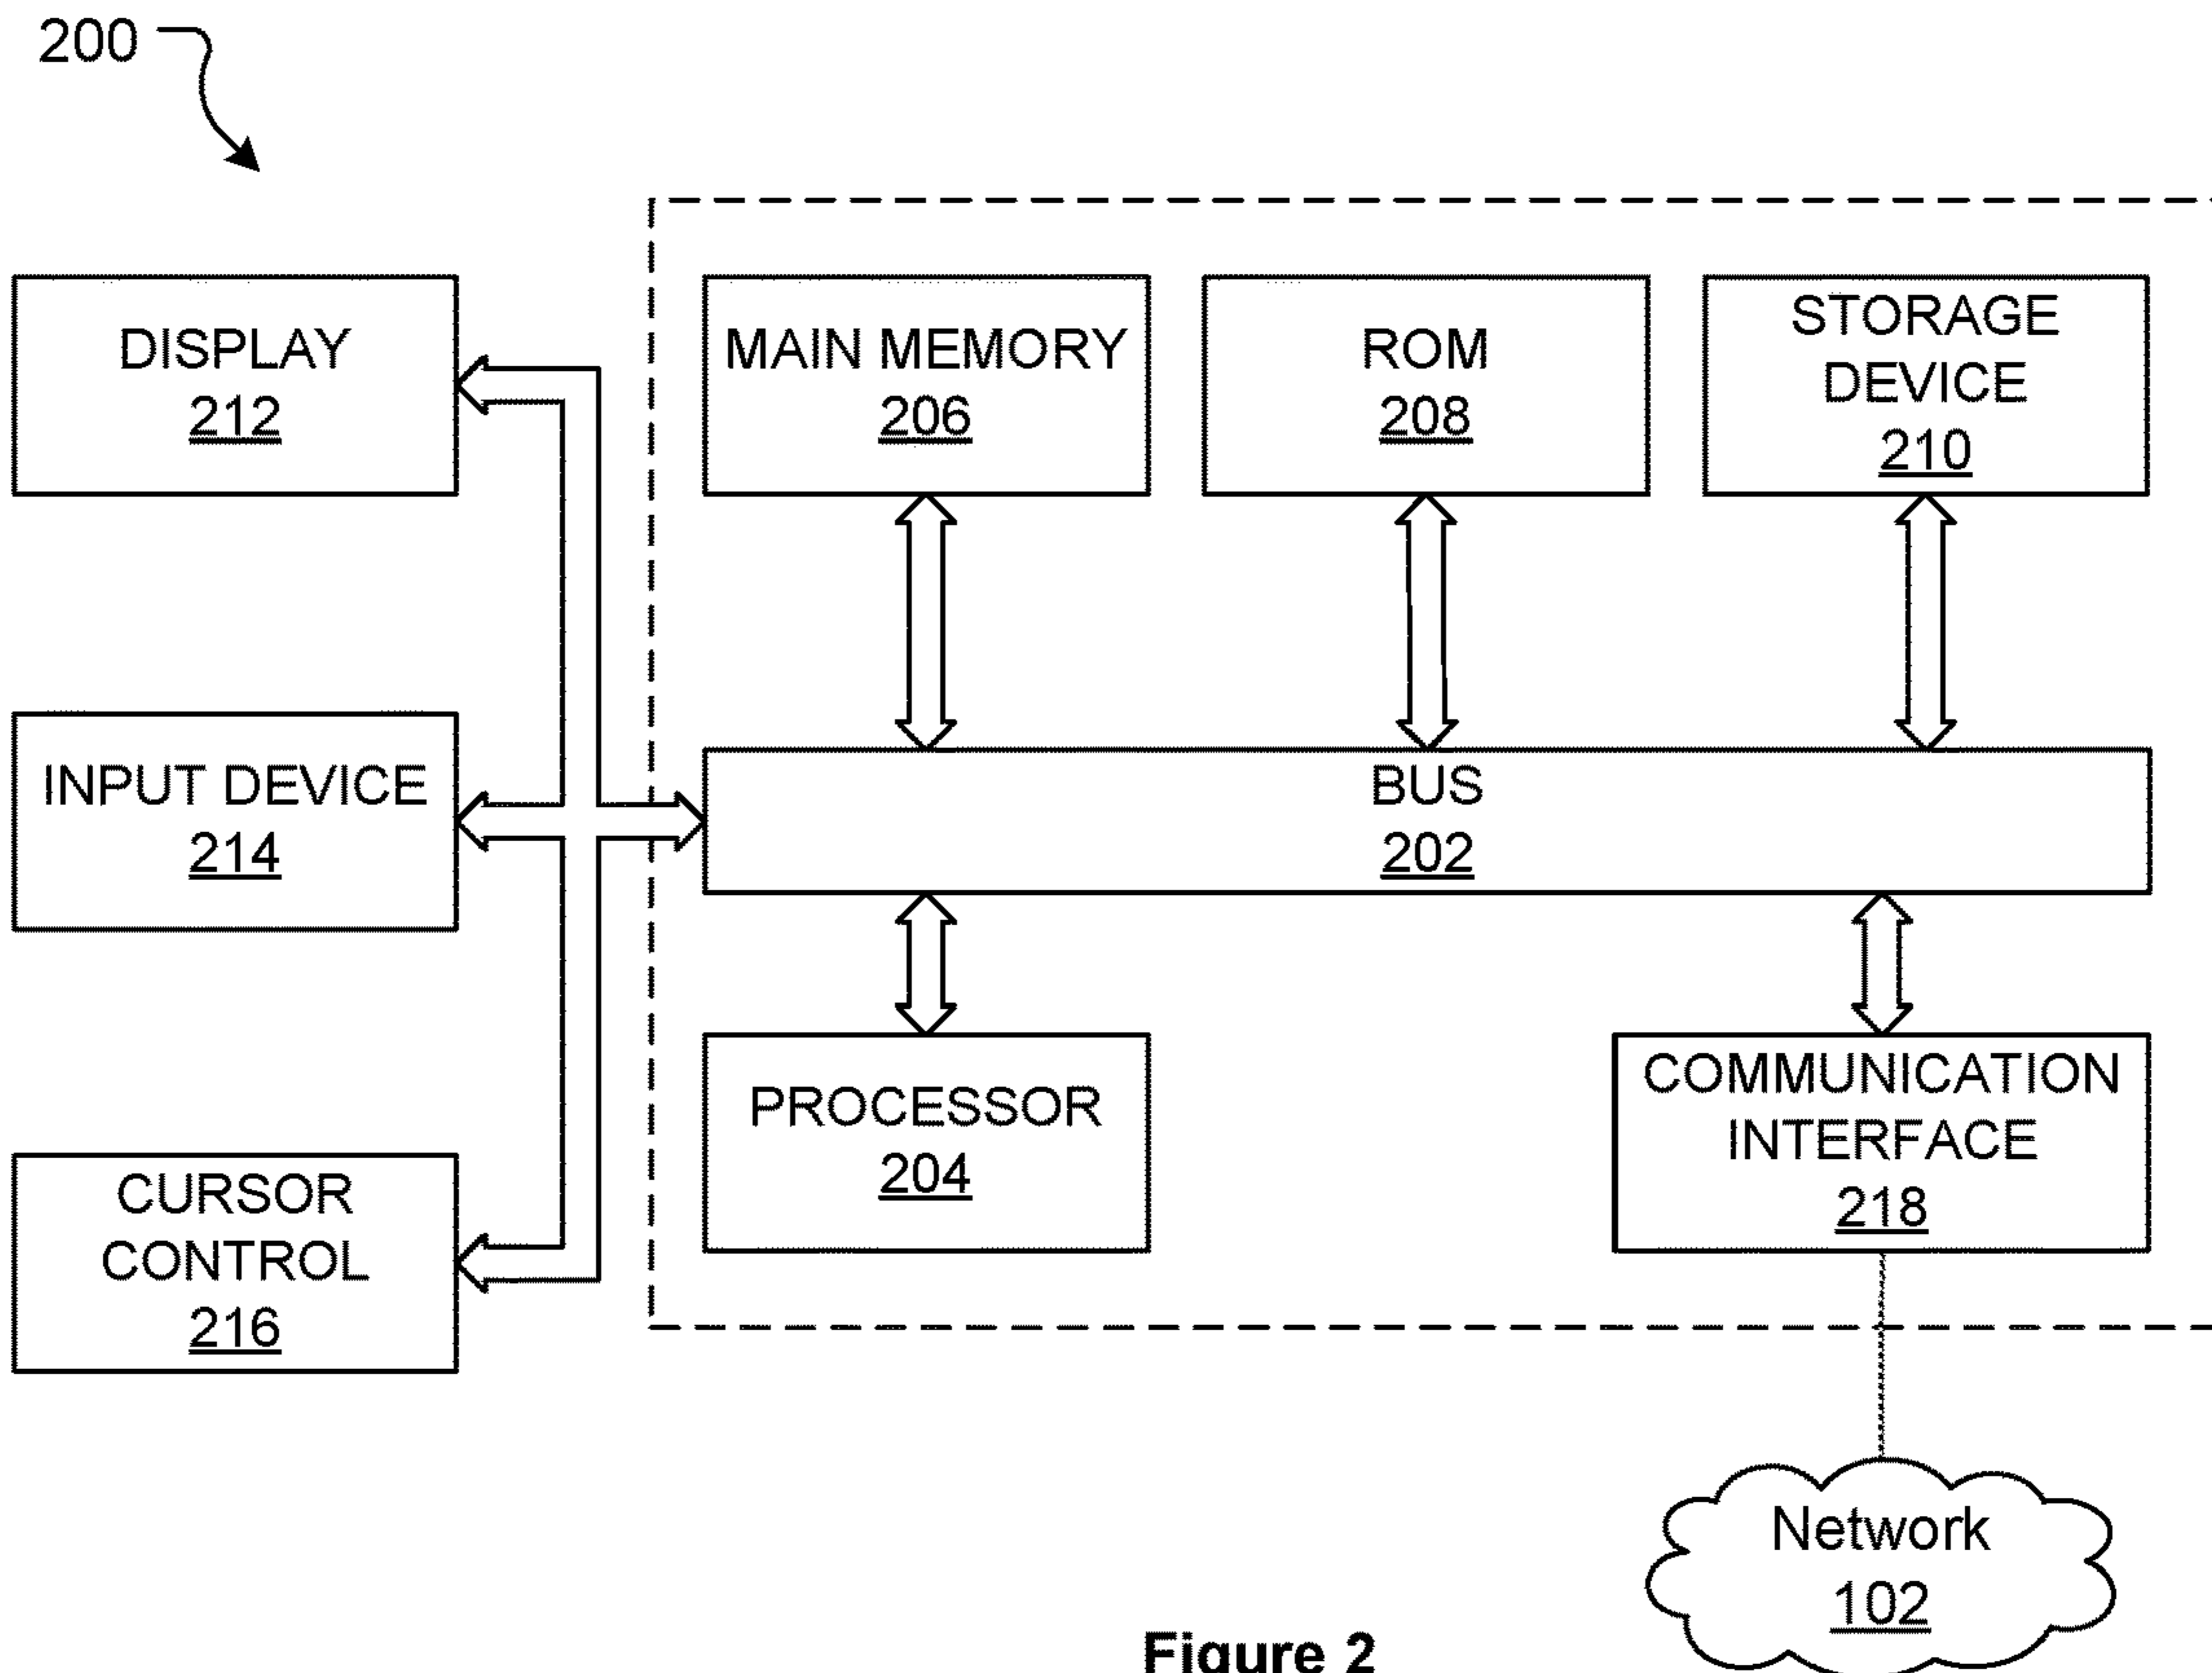 200
DISPLAY
212
MAIN MEMORY
206
ROM
208
STORAGE
DEVICE
210
INPUT DEVICE
214
BUS
202
CURSOR
CONTROL
216
PROCESSOR
204
COMMUNICATION
INTERFACE
218
Network
102
Figure 2